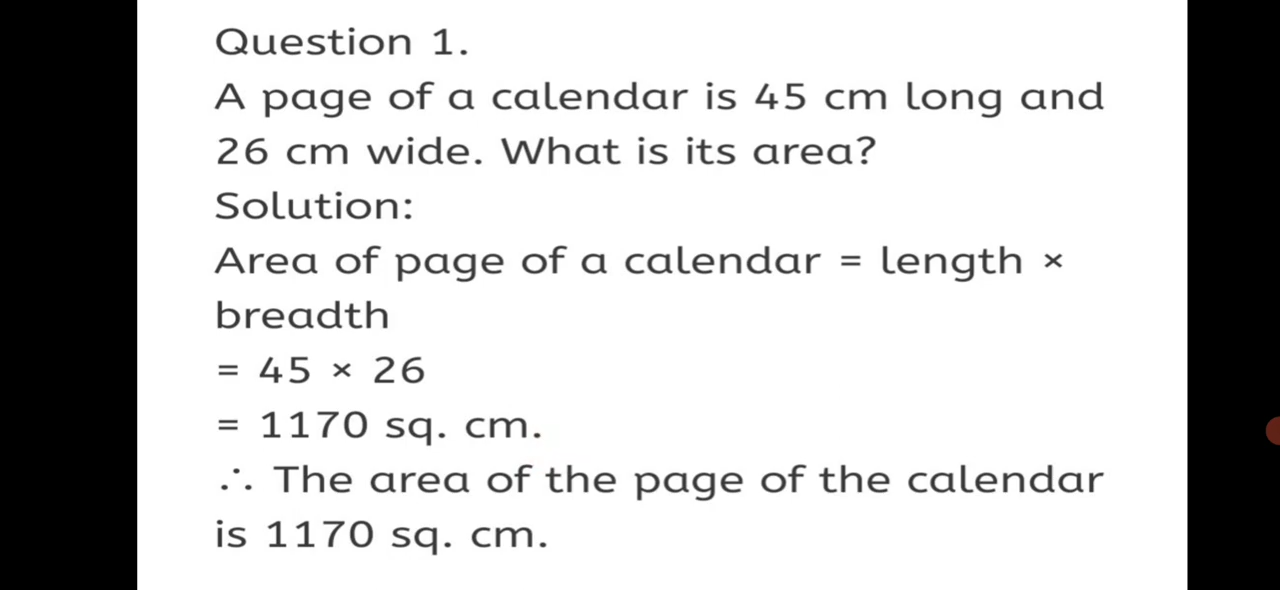 Question 1.
A page of a calendar is 45 cm long and
26 cm wide. What is its area?
Solution:
Area of page of a calendar = length ×
breadth
= 45 × 26
= 1170 sq. cm.
∴ The area of the page of the calendar
is 1170 sq. cm.